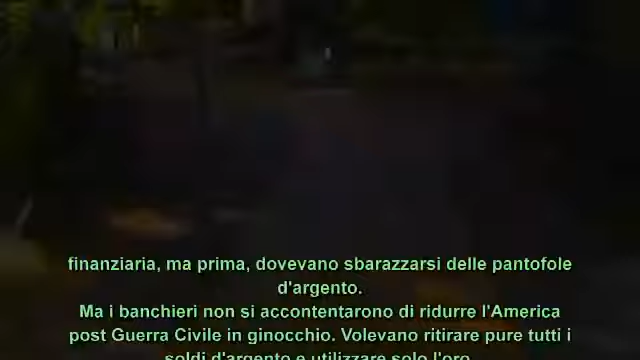 finanziaria, ma prima, dovevano sbarazzarsi delle pantofole
d'argento.
Ma i banchieri non si accontentarono di ridurre l'America
post Guerra Civile in ginocchio. Volevano ritirare pure tutti i
soldi d'argento e utilizzare solo l'oro.